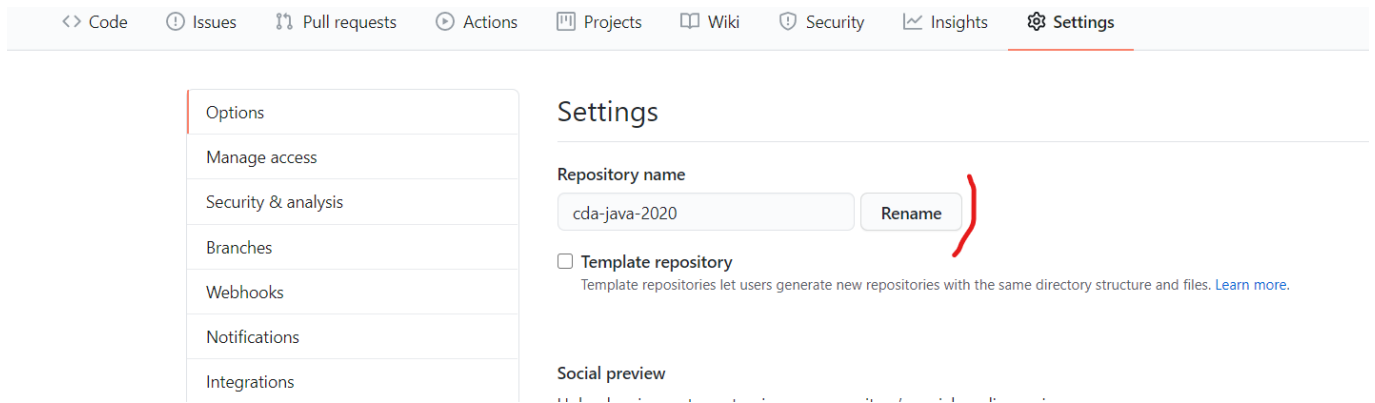 Code Issues Pull requests Actions Projects Wiki Security Insights Settings
Options
Manage access
Security & analysis
Branches
Webhooks
Notifications
Integrations
Settings
Repository name
cda-java-2020 Rename
Template repository
Template repositories let users generate new repositories with the same directory structure and files. Learn more.
Social preview